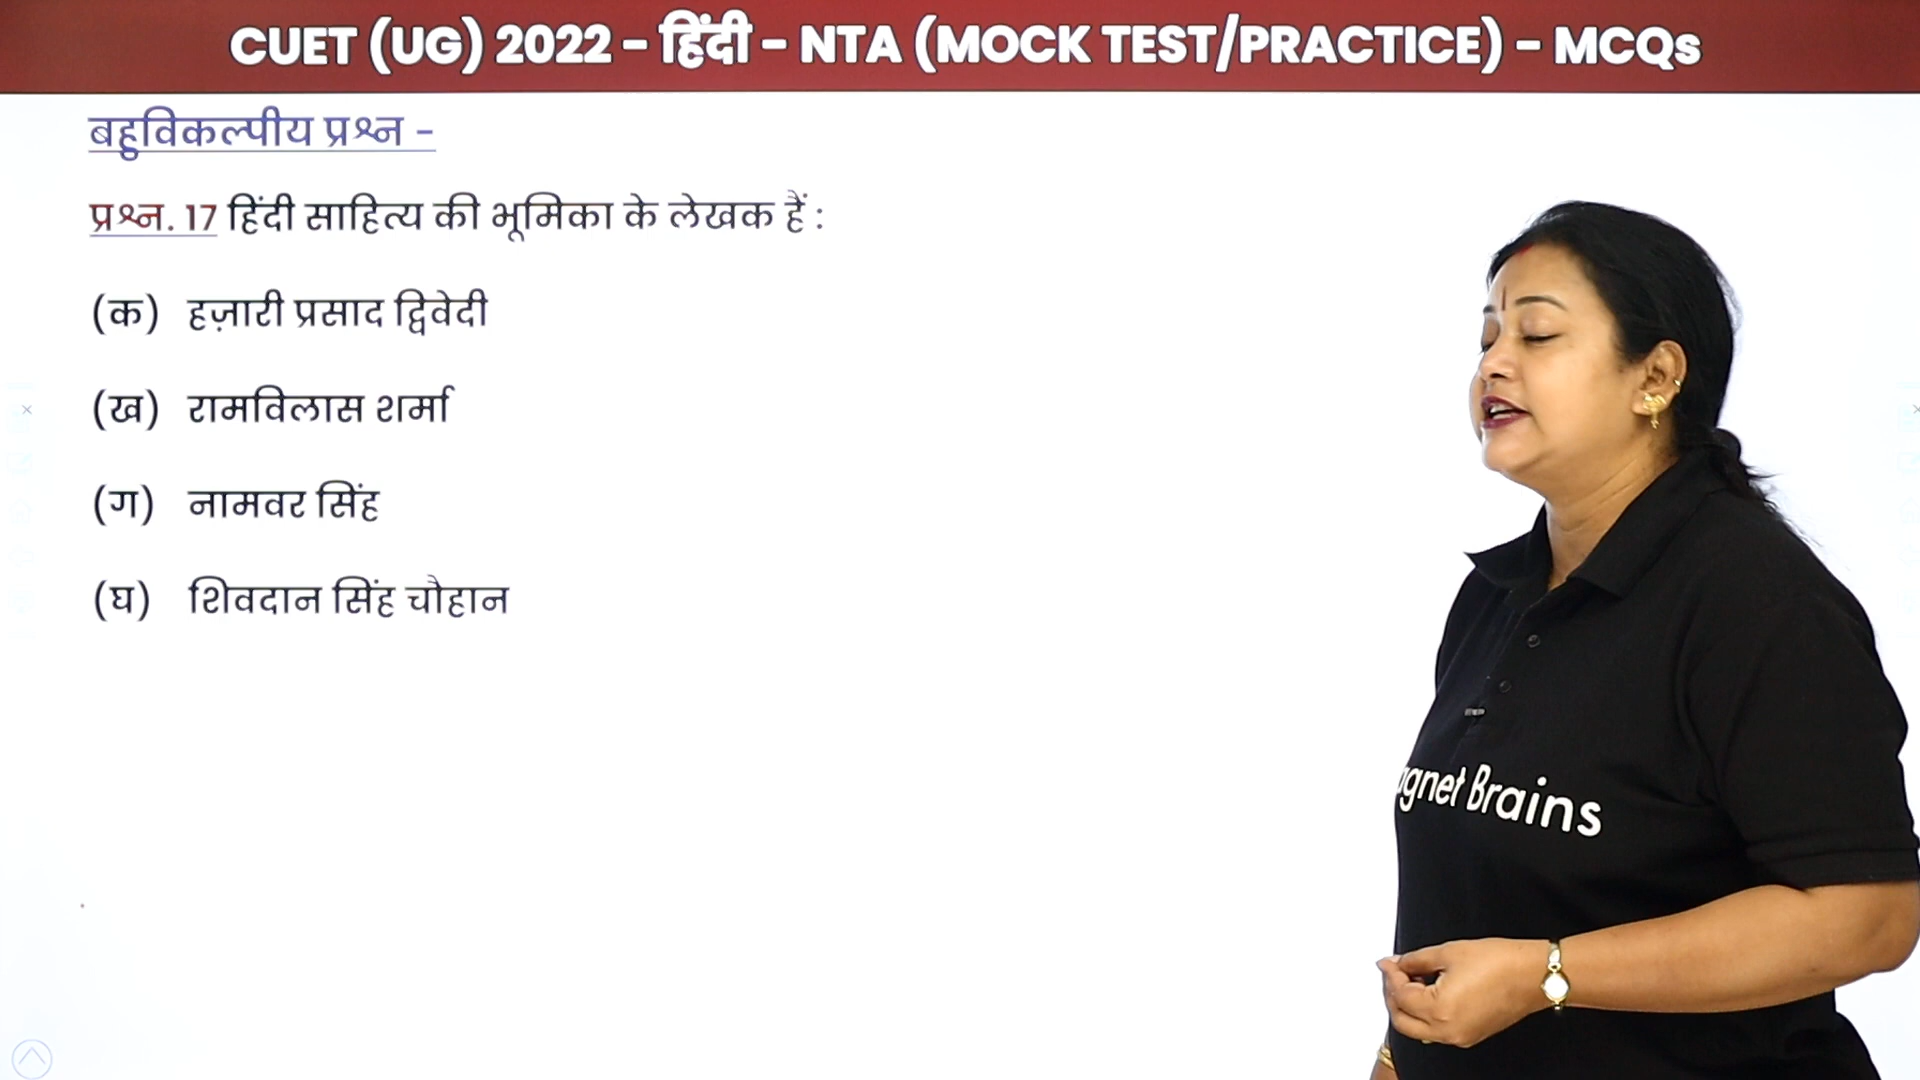 CUET (UG) 2022 - हिंदी - NTA (MOCK TEST/PRACTICE) - MCQs
बहुविकल्पीय प्रश्न -
प्रश्न. 17 हिंदी साहित्य की भूमिका के लेखक हैं :
(क) हज़ारी प्रसाद द्विवेदी
(ख) रामविलास शर्मा
(ग) नामवर सिंह
(घ) शिवदान सिंह चौहान
agnet Brains